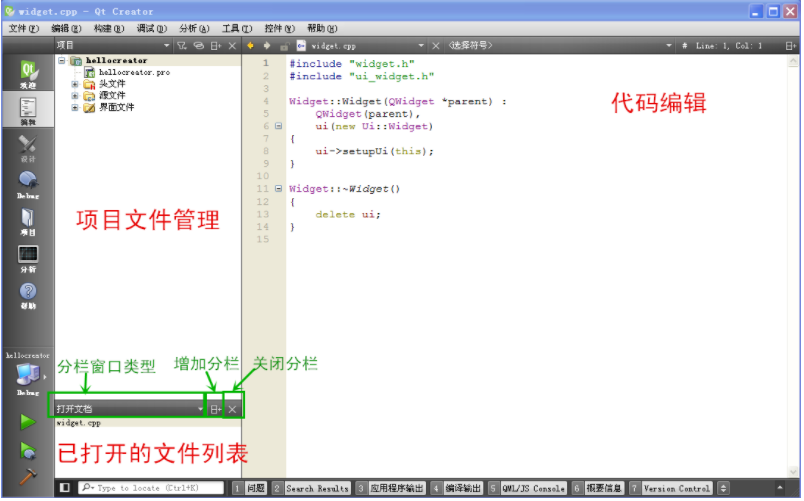 widget.cpp - Qt Creator
文件(F) 编辑(E) 构建(B) 调试(D) 分析(A) 工具(T) 控件(W) 帮助(H)
项目
widget.cpp
<选择符号>
# Line: 1, Col: 1
欢迎
编辑
设计
Debug
项目
分析
帮助
hellocreator
Debug
hellocreator
hellocreator.pro
头文件
源文件
界面文件
项目文件管理
分栏窗口类型
增加分栏
关闭分栏
打开文档
widget.cpp
已打开的文件列表
代码编辑
1 #include "widget.h"
2 #include "ui_widget.h"
3
4 Widget::Widget(QWidget *parent) :
5 QWidget(parent),
6 ui(new Ui::Widget)
7 {
8 ui->setupUi(this);
9 }
10
11 Widget::~Widget()
12 {
13 delete ui;
14 }
15
Type to locate (Ctrl+K)
1 问题 2 Search Results 3 应用程序输出 4 编译输出 5 QML/JS Console 6 概要信息 7 Version Control